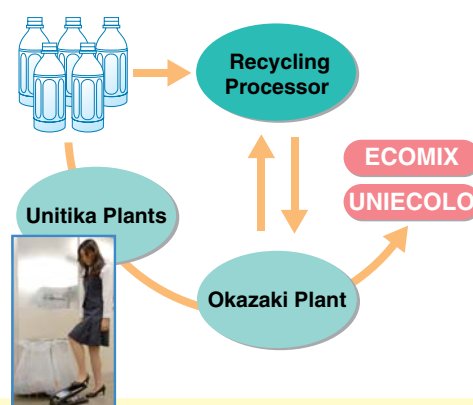 Recycling
Processor
ECOMIX
UNIECOLO
Unitika Plants
Okazaki Plant